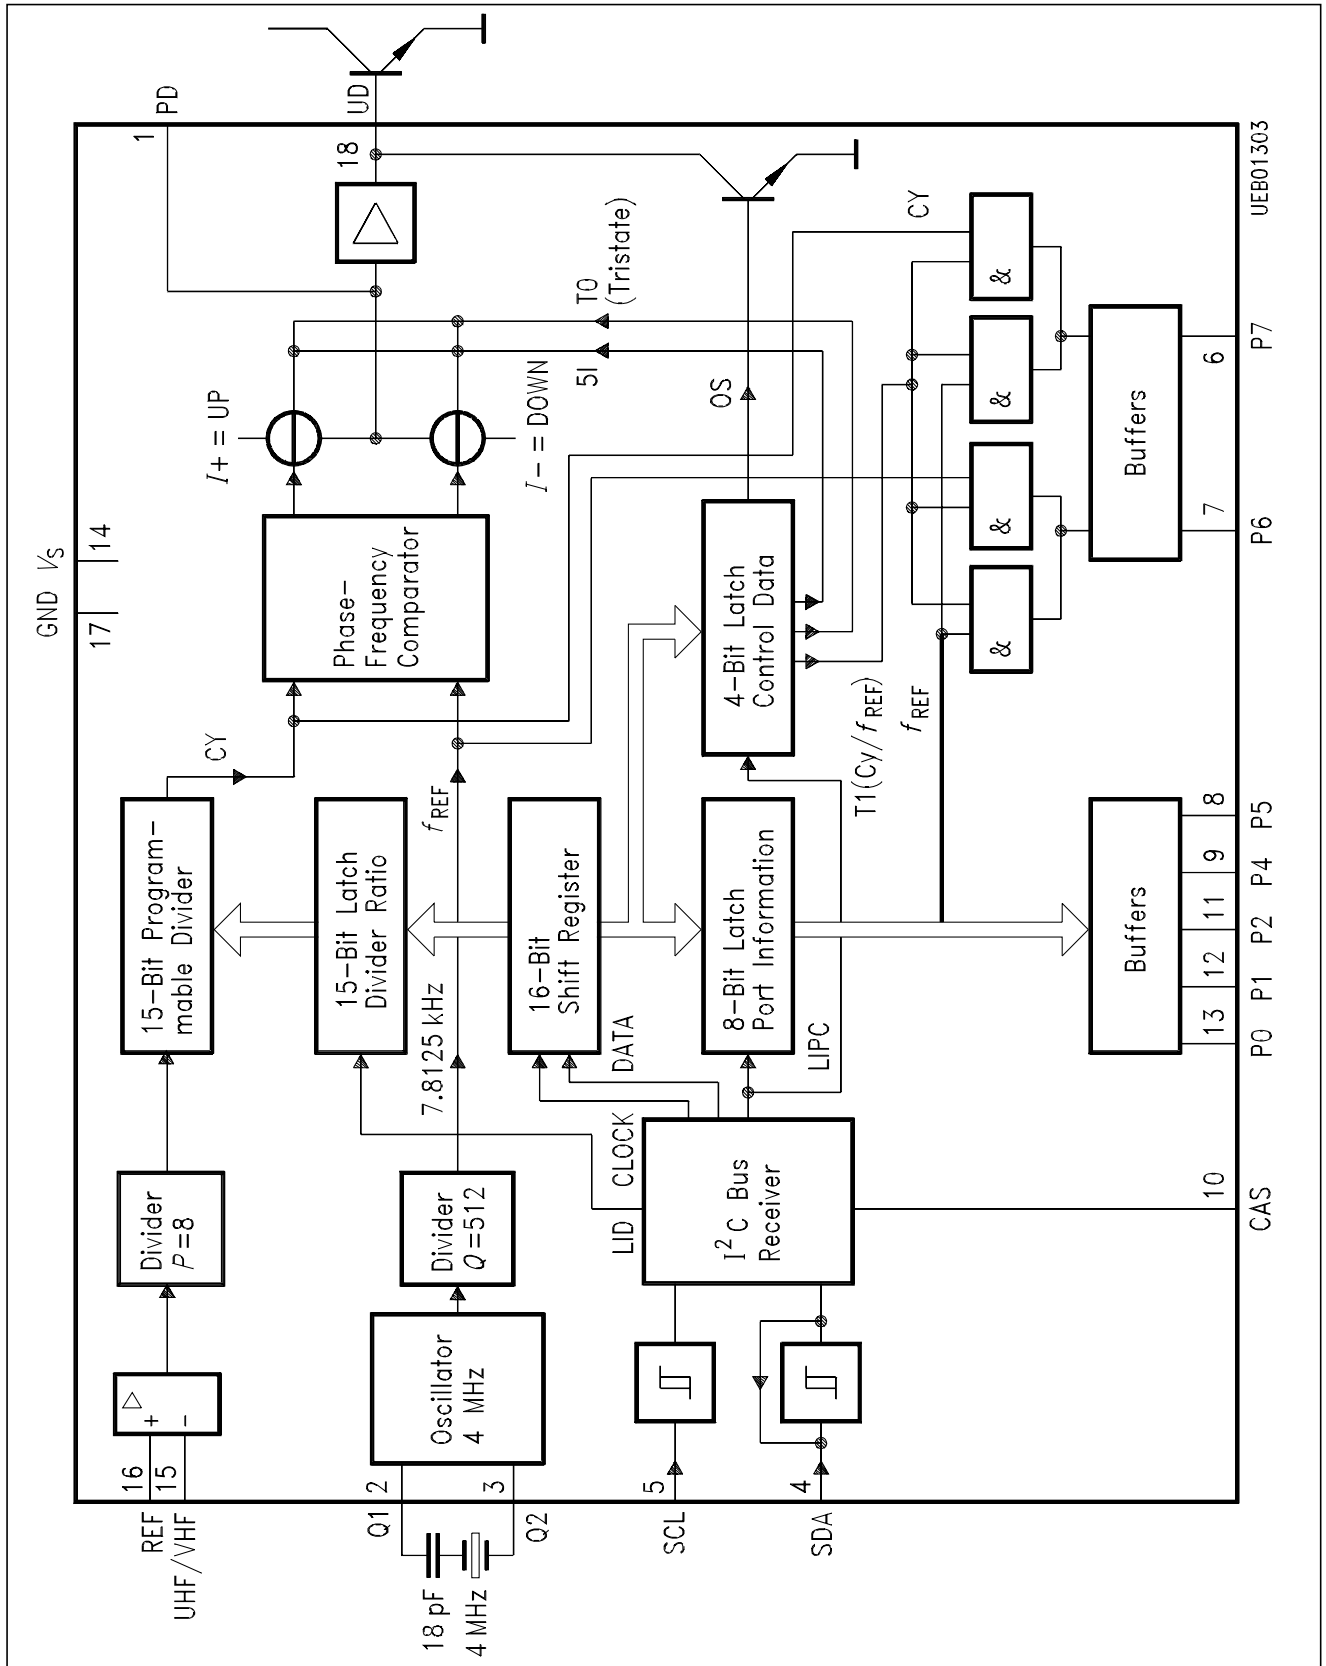 GND
VS
17
14
1
PD
UD
18
REF
UHF/VHF
16
15
+
-
Divider
P=8
15-Bit Program-
mable Divider
CY
I+ = UP
I- = DOWN
Phase-
Frequency
Comparator
15-Bit Latch
Divider Ratio
fREF
7.8125 kHz
T0
(Tristate)
5I
18 pF
4 MHz
Q1
2
Q2
3
Oscillator
4 MHz
Divider
Q=512
16-Bit
Shift Register
LID
CLOCK
DATA
SCL
5
SDA
4
I2C Bus
Receiver
LIPC
8-Bit Latch
Port Information
4-Bit Latch
Control Data
OS
T1(Cy/fREF)
fREF
CY
&
&
&
&
Buffers
Buffers
10
13
12
11
9
8
7
6
CAS
P0
P1
P2
P4
P5
P6
P7
UEB01303